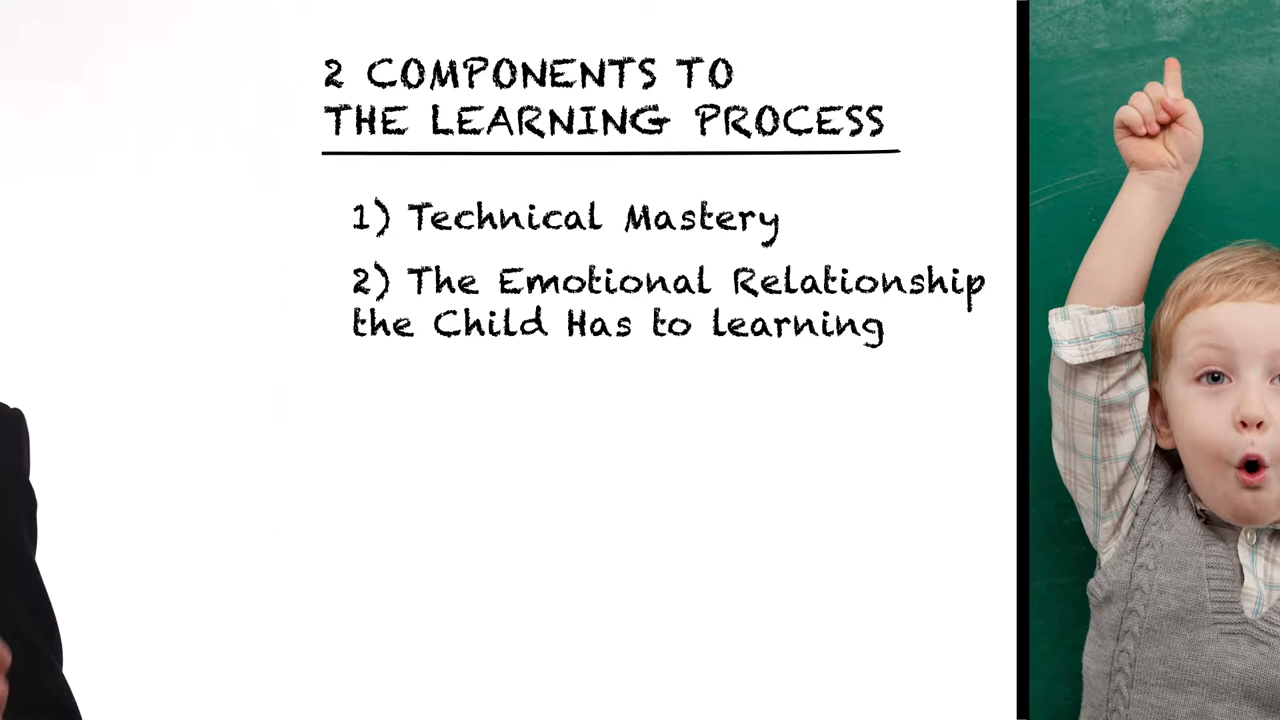 2 COMPONENTS TO
THE LEARNING PROCESS
1) Technical Mastery
2) The Emotional Relationship
the Child Has to learning